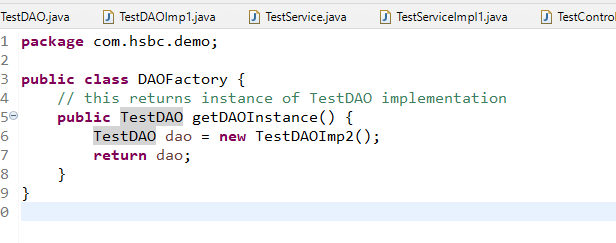 TestDAO.java TestDAOImp1.java TestService.java TestServiceImpl1.java TestContro
1 package com.hsbc.demo;
2
3 public class DAOFactory {
4 // this returns instance of TestDAO implementation
5 public TestDAO getDAOInstance() {
6 TestDAO dao = new TestDAOImp2();
7 return dao;
8 }
9 }
0